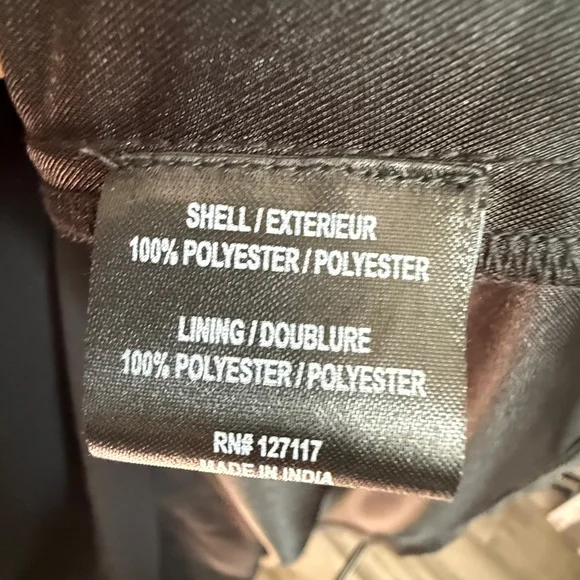 SHELL / EXTERIEUR
100% POLYESTER / POLYESTER
LINING / DOUBLURE
100% POLYESTER / POLYESTER
RN# 127117
MADE IN INDIA